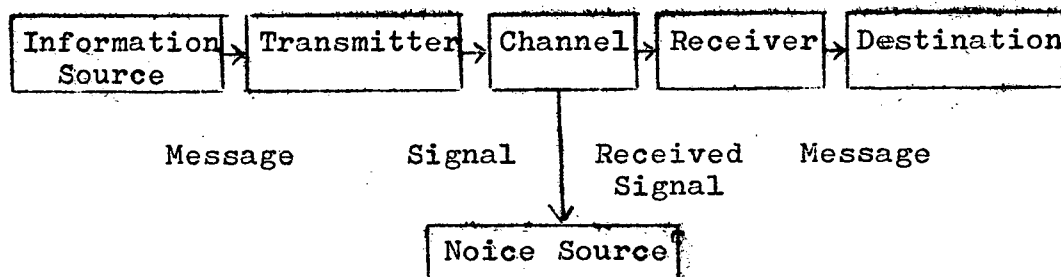 Information Transmitter Channel Receiver Destination
Source
Message Signal Received Message
Signal
Noice Source